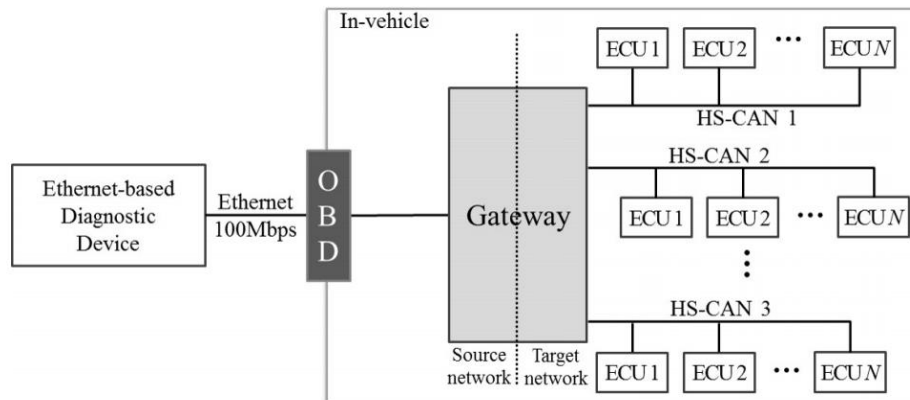 In-vehicle
ECU1 ECU2 ··· ECUN
HS-CAN 1
HS-CAN 2
ECU1 ECU2 ··· ECUN
Ethernet-based
Diagnostic
Device
Ethernet
100Mbps
O
B
D
Gateway
HS-CAN 3
Source
network
Target
network
ECU1 ECU2 ··· ECUN